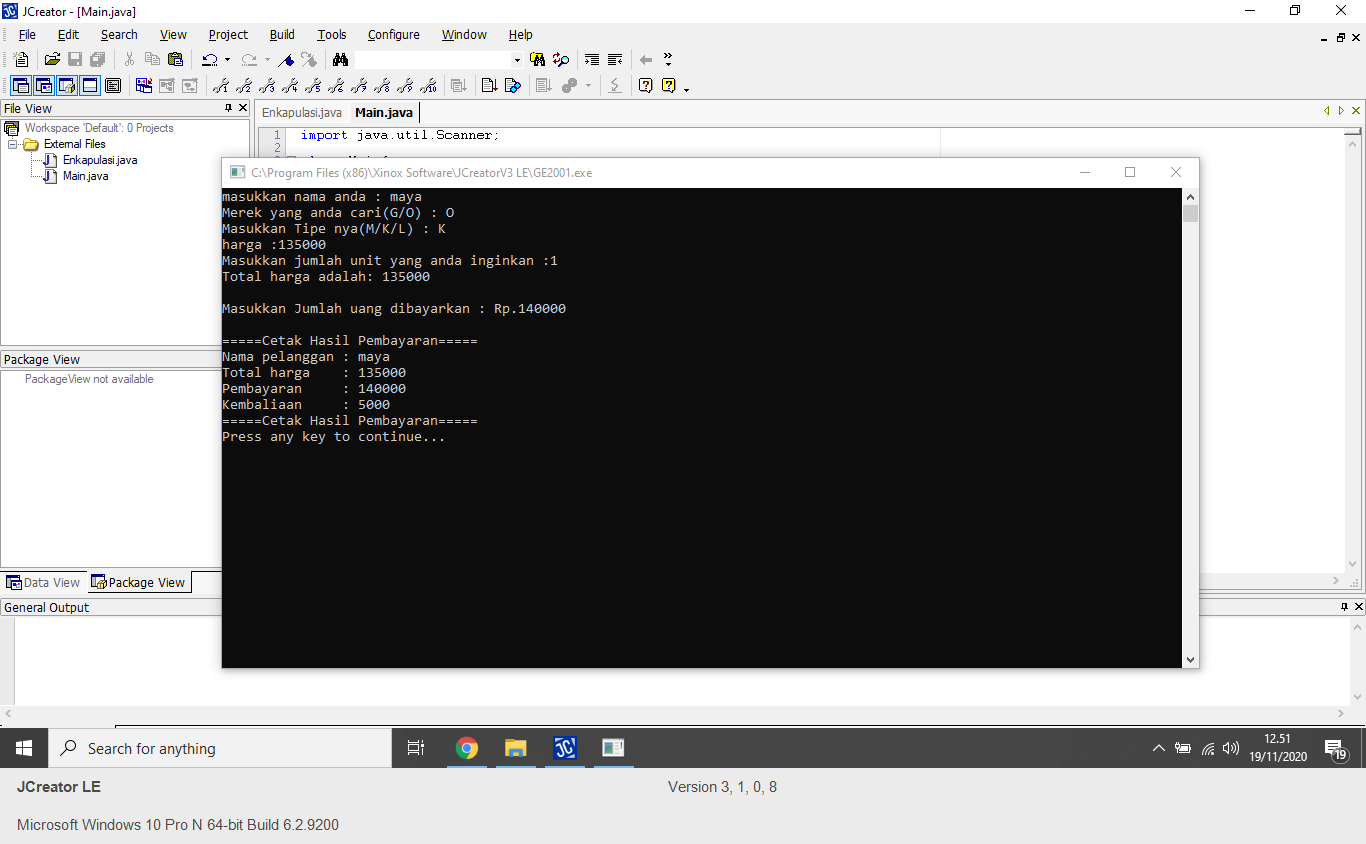 JCreator - [Main.java]
File Edit Search View Project Build Tools Configure Window Help
File View
Workspace 'Default': 0 Projects
External Files
Enkapulasi.java
Main.java
Enkapulasi.java Main.java
1 import java.util.Scanner;
2
C:\Program Files (x86)\Xinox Software\JCreatorV3 LE\GE2001.exe
masukkan nama anda : maya
Merek yang anda cari(G/O) : O
Masukkan Tipe nya(M/K/L) : K
harga :135000
Masukkan jumlah unit yang anda inginkan :1
Total harga adalah: 135000
Masukkan Jumlah uang dibayarkan : Rp.140000
=====Cetak Hasil Pembayaran=====
Nama pelanggan : maya
Total harga : 135000
Pembayaran : 140000
Kembaliaan : 5000
=====Cetak Hasil Pembayaran=====
Press any key to continue...
Package View
PackageView not available
Data View Package View
General Output
Search for anything
12.51
19/11/2020
19
JCreator LE
Version 3, 1, 0, 8
Microsoft Windows 10 Pro N 64-bit Build 6.2.9200